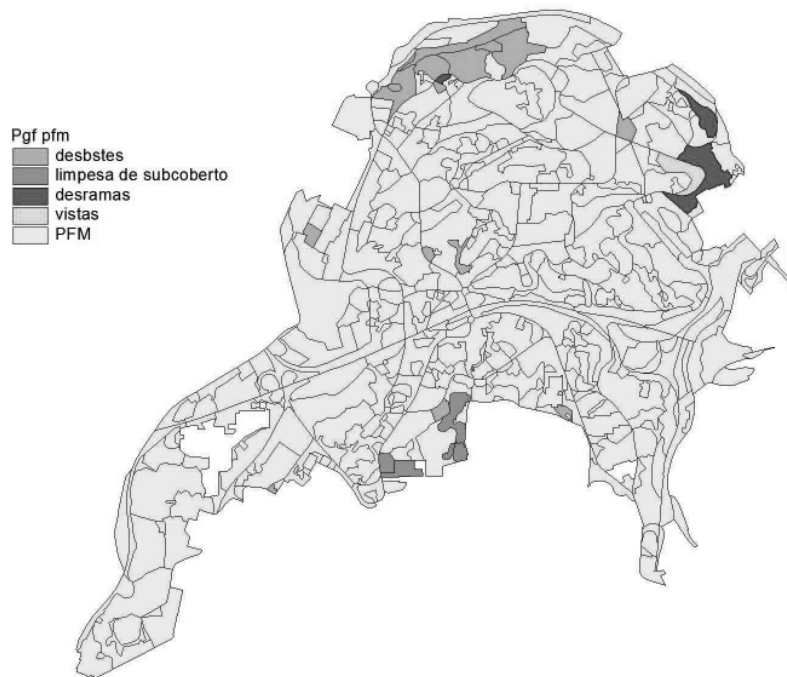 Pgf pfm
desbstes
limpesa de subcoberto
desramas
vistas
PFM